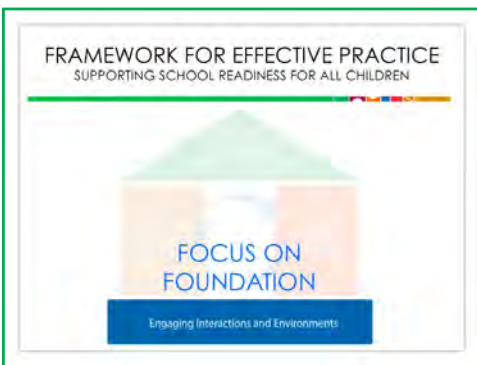 FRAMEWORK FOR EFFECTIVE PRACTICE
SUPPORTING SCHOOL READINESS FOR ALL CHILDREN
FOCUS ON
FOUNDATION
Engaging Interactions and Environments